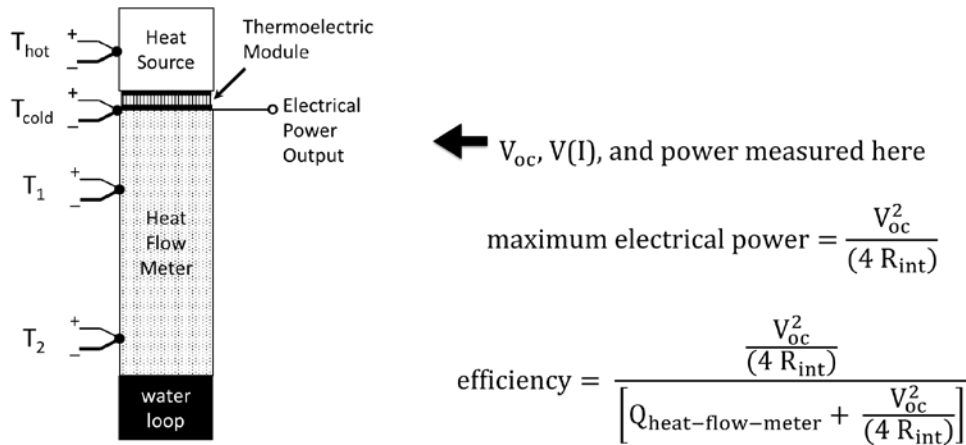 T_hot
+
−
Heat
Source
Thermoelectric
Module
T_cold
+
−
Electrical
Power
Output
V_oc, V(I), and power measured here
T_1
+
−
Heat
Flow
Meter
maximum electrical power = V_oc^2 / (4 R_int)
T_2
+
−
efficiency = (V_oc^2 / (4 R_int)) / [Q_heat−flow−meter + V_oc^2 / (4 R_int)]
water
loop